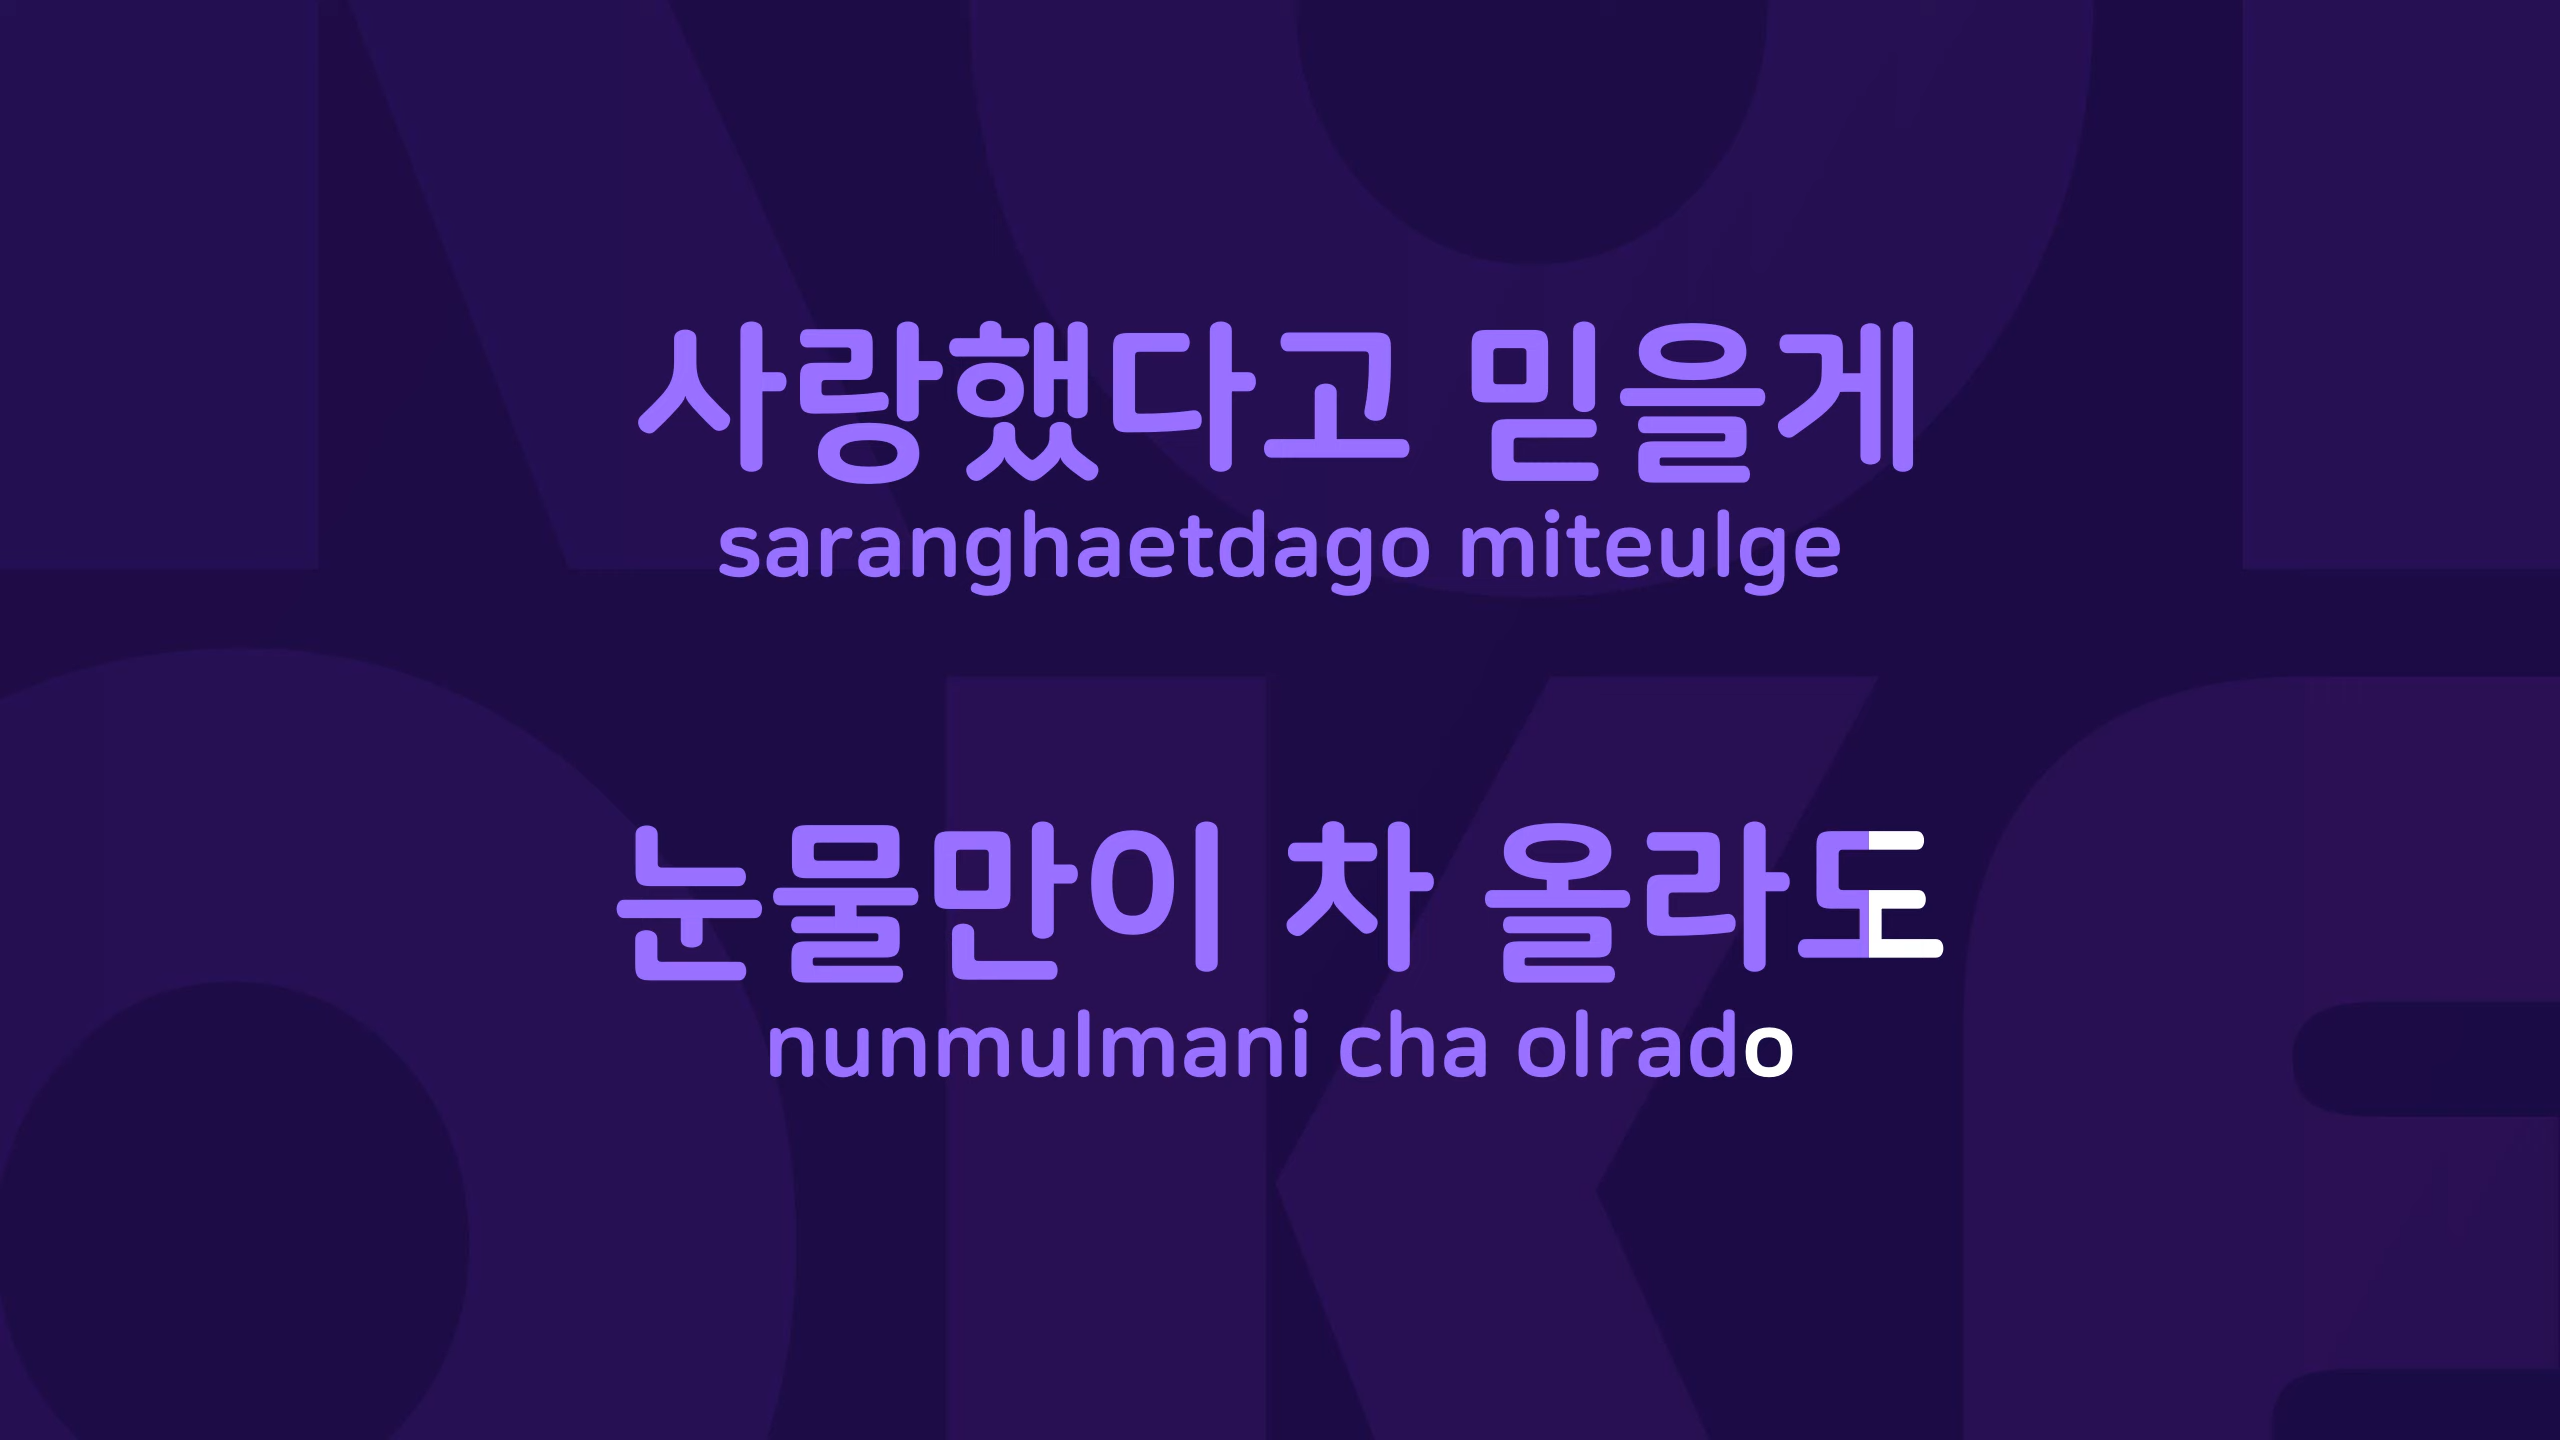 사랑했다고 믿을게
saranghaetdago miteulge
눈물만이 차 올라도
nunmulmani cha olrado